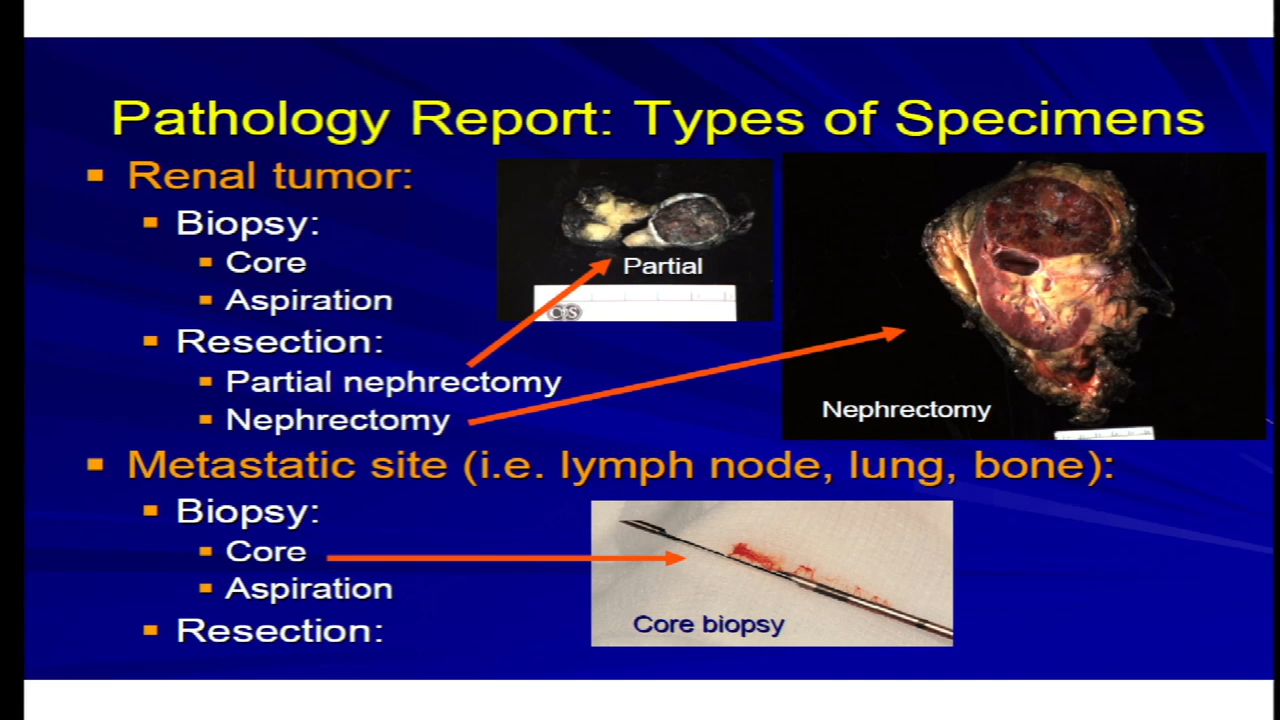 Pathology Report: Types of Specimens
Renal tumor:
Biopsy:
Core
Aspiration
Resection:
Partial nephrectomy
Nephrectomy
Partial
CS
Nephrectomy
Metastatic site (i.e. lymph node, lung, bone):
Biopsy:
Core
Aspiration
Resection:
Core biopsy